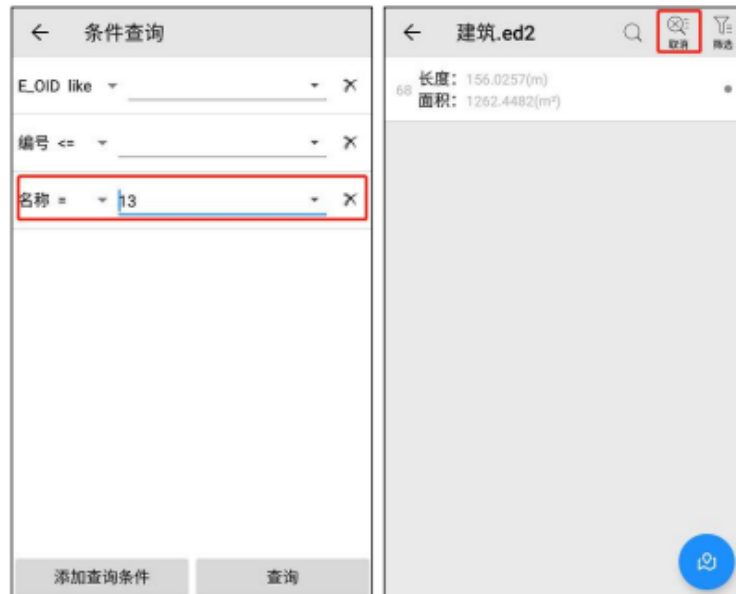 条件查询
E_OID like
编号 <=
名称 = 13
添加查询条件 查询
建筑.ed2
取消 筛选
68 长度：156.0257(m)
面积：1262.4482(m²)